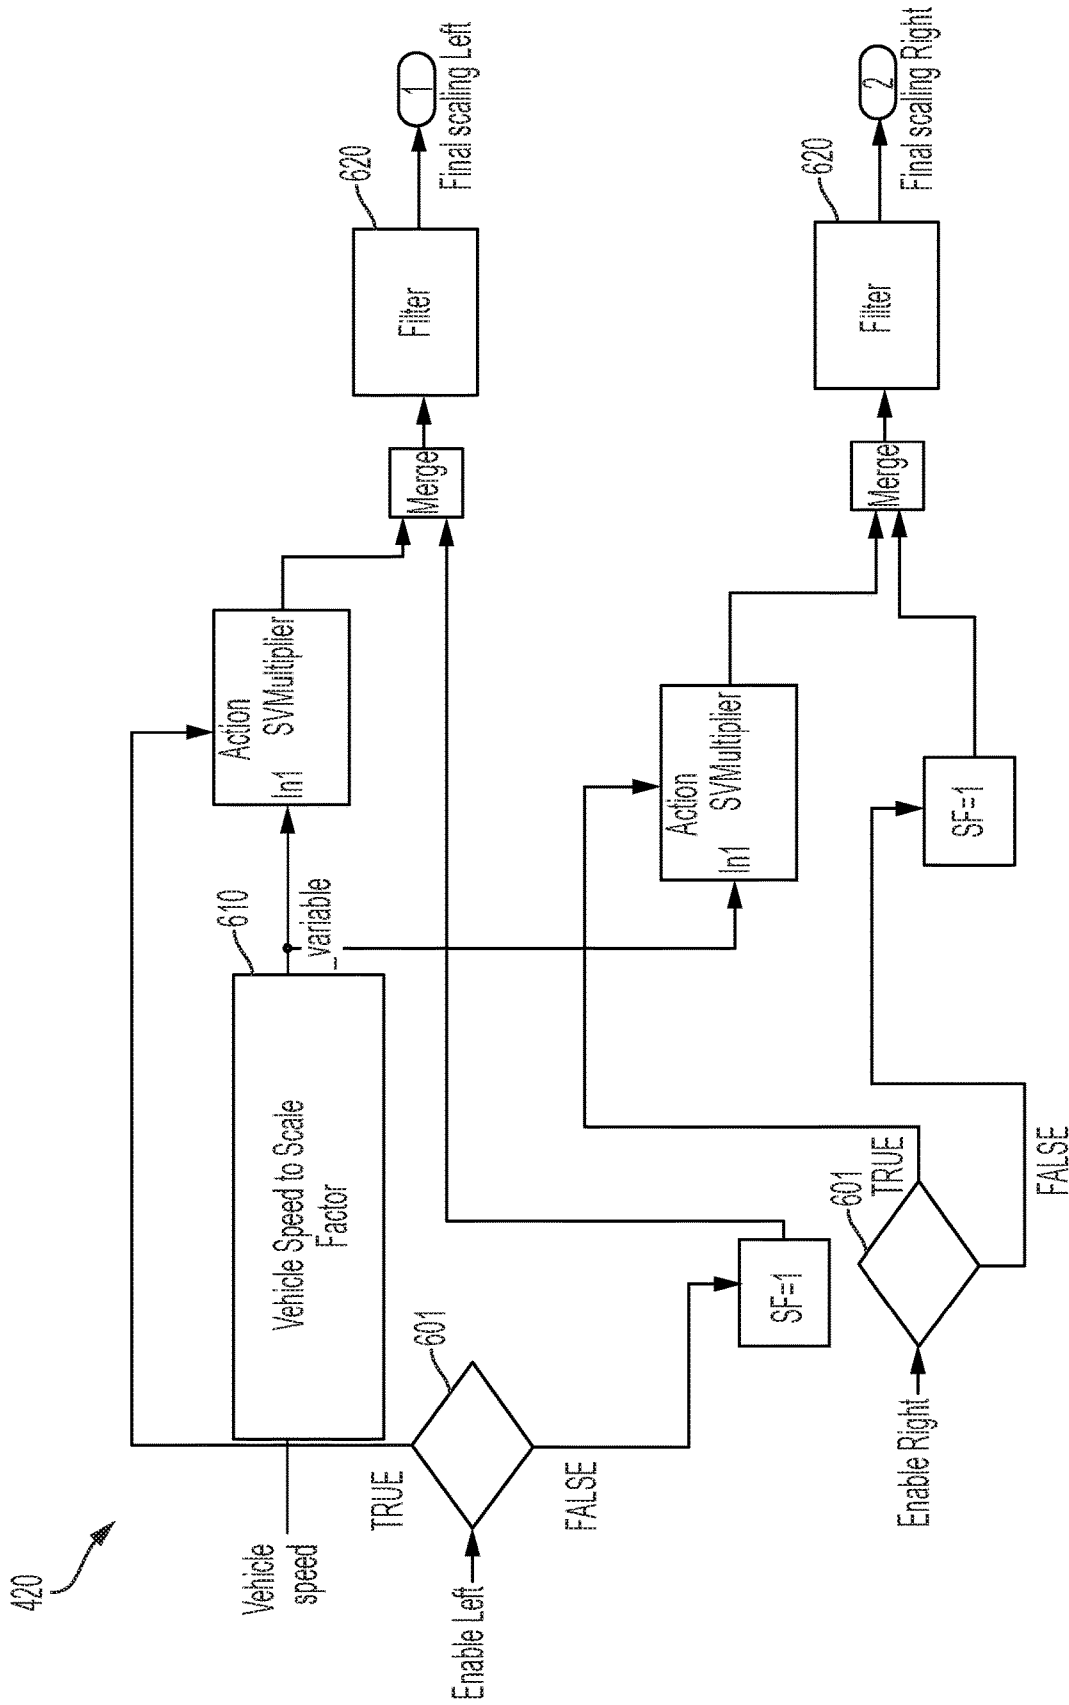 420
Vehicle
speed
Vehicle Speed to Scale
Factor
610
_variable
Action
SVMultiplier
In1
Merge
Filter
620
1
Final scaling Left
Enable Left
601
TRUE
FALSE
SF=1
Action
SVMultiplier
In1
Merge
Filter
620
2
Final scaling Right
Enable Right
601
TRUE
FALSE
SF=1